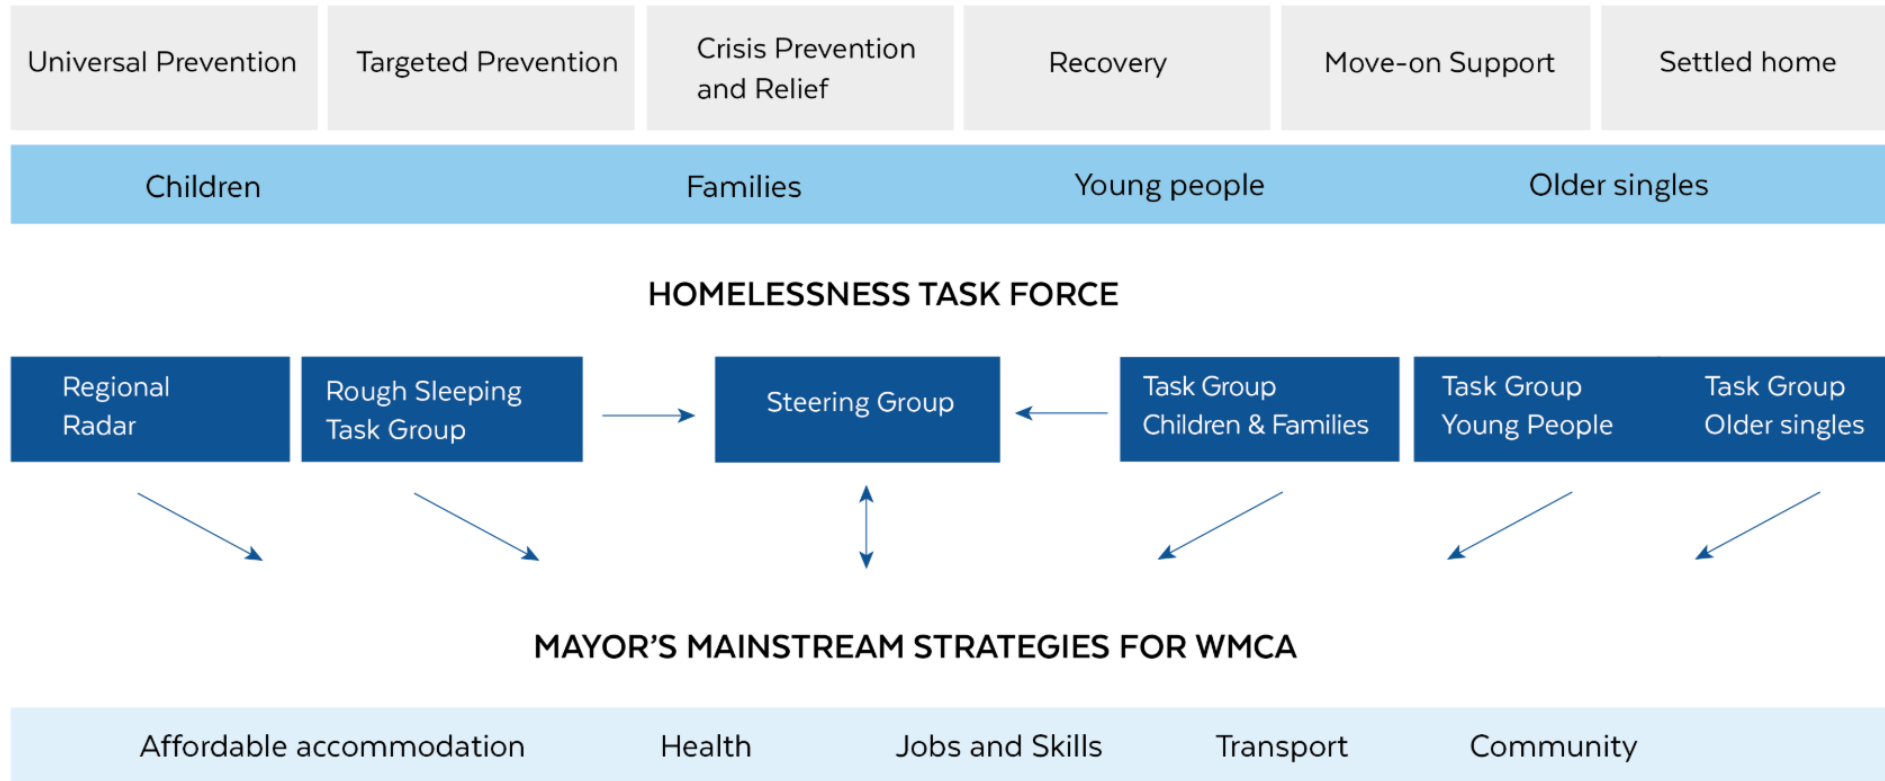 Universal Prevention
Targeted Prevention
Crisis Prevention
and Relief
Recovery
Move-on Support
Settled home
Children
Families
Young people
Older singles
HOMELESSNESS TASK FORCE
Regional
Radar
Rough Sleeping
Task Group
Steering Group
Task Group
Children & Families
Task Group
Young People
Task Group
Older singles
MAYOR’S MAINSTREAM STRATEGIES FOR WMCA
Affordable accommodation
Health
Jobs and Skills
Transport
Community